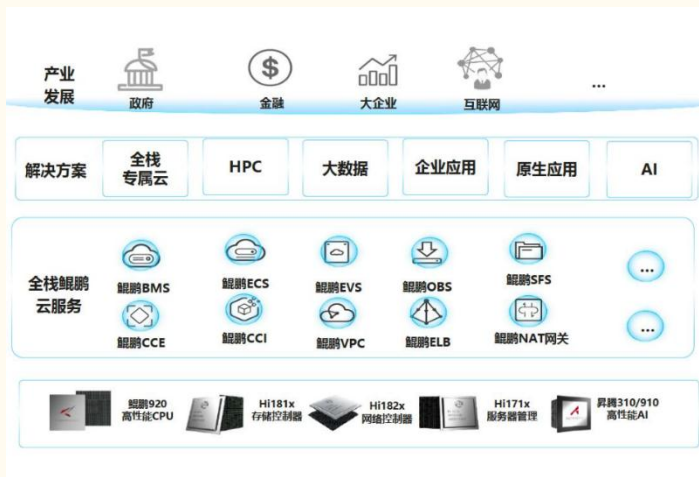 产业
发展
政府
金融
大企业
互联网
...
解决方案
全栈
专属云
HPC
大数据
企业应用
原生应用
AI
全栈鲲鹏
云服务
鲲鹏BMS
鲲鹏ECS
鲲鹏EVS
鲲鹏OBS
鲲鹏SFS
...
鲲鹏CCE
鲲鹏CCI
鲲鹏VPC
鲲鹏ELB
鲲鹏NAT网关
...
鲲鹏920
高性能CPU
Hi181x
存储控制器
Hi182x
网络控制器
Hi171x
服务器管理
昇腾310/910
高性能AI